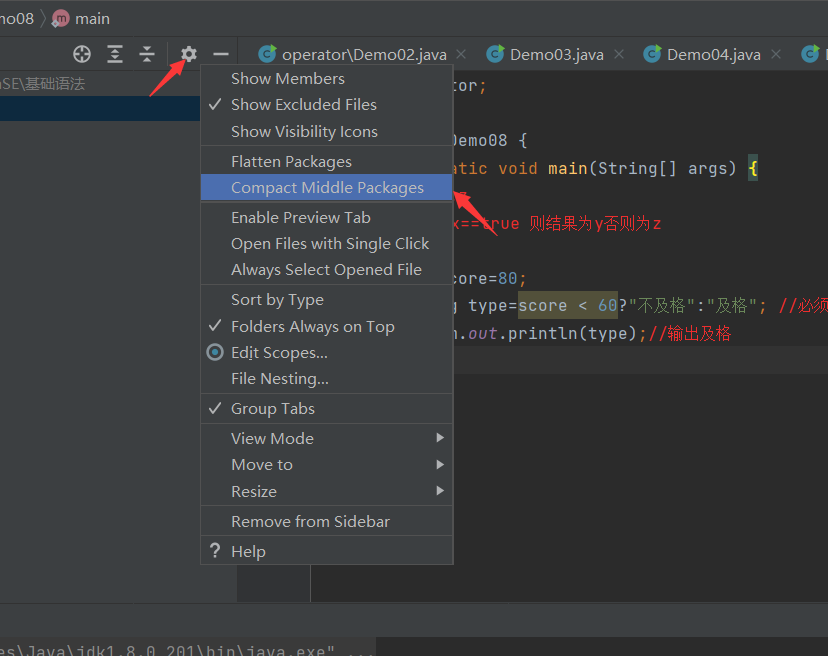 mo08 〉 m main
operator\Demo02.java × Demo03.java × Demo04.java ×
aSE\基础语法
Show Members
tor;
✓ Show Excluded Files
Show Visibility Icons
Demo08 {
Flatten Packages
atic void main(String[] args) {
Compact Middle Packages
Enable Preview Tab
x==true 则结果为y否则为z
Open Files with Single Click
Always Select Opened File
core=80;
Sort by Type
g type=score < 60?"不及格":"及格"; //必须
✓ Folders Always on Top
m.out.println(type);//输出及格
Edit Scopes...
File Nesting...
✓ Group Tabs
View Mode
Move to
Resize
Remove from Sidebar
? Help
es\Java\jdk1.8.0_201\bin\java.exe" ...